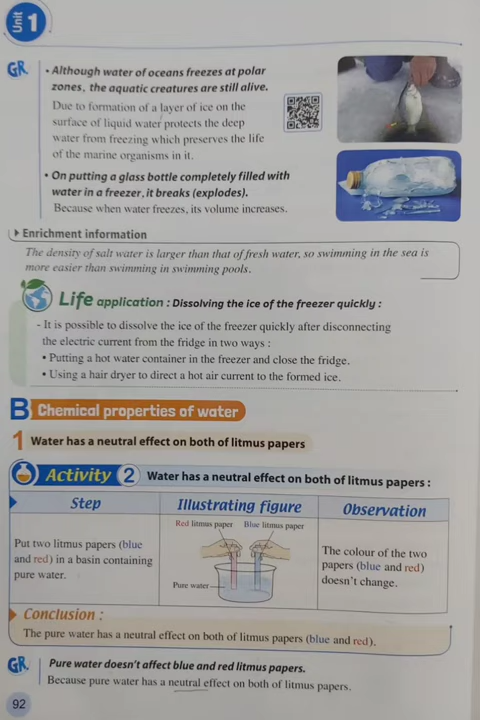 Unit 1
GR
• Although water of oceans freezes at polar
zones, the aquatic creatures are still alive.
Due to formation of a layer of ice on the
surface of liquid water protects the deep
water from freezing which preserves the life
of the marine organisms in it.
• On putting a glass bottle completely filled with
water in a freezer, it breaks (explodes).
Because when water freezes, its volume increases.
Enrichment information
The density of salt water is larger than that of fresh water, so swimming in the sea is
more easier than swimming in swimming pools.
Life application : Dissolving the ice of the freezer quickly :
- It is possible to dissolve the ice of the freezer quickly after disconnecting
the electric current from the fridge in two ways :
• Putting a hot water container in the freezer and close the fridge.
• Using a hair dryer to direct a hot air current to the formed ice.
B Chemical properties of water
1 Water has a neutral effect on both of litmus papers
Activity 2 Water has a neutral effect on both of litmus papers :
Step
Illustrating figure
Observation
Put two litmus papers (blue
and red) in a basin containing
pure water.
Red litmus paper
Blue litmus paper
Pure water
The colour of the two
papers (blue and red)
doesn't change.
Conclusion :
The pure water has a neutral effect on both of litmus papers (blue and red).
GR
Pure water doesn't affect blue and red litmus papers.
Because pure water has a neutral effect on both of litmus papers.
92